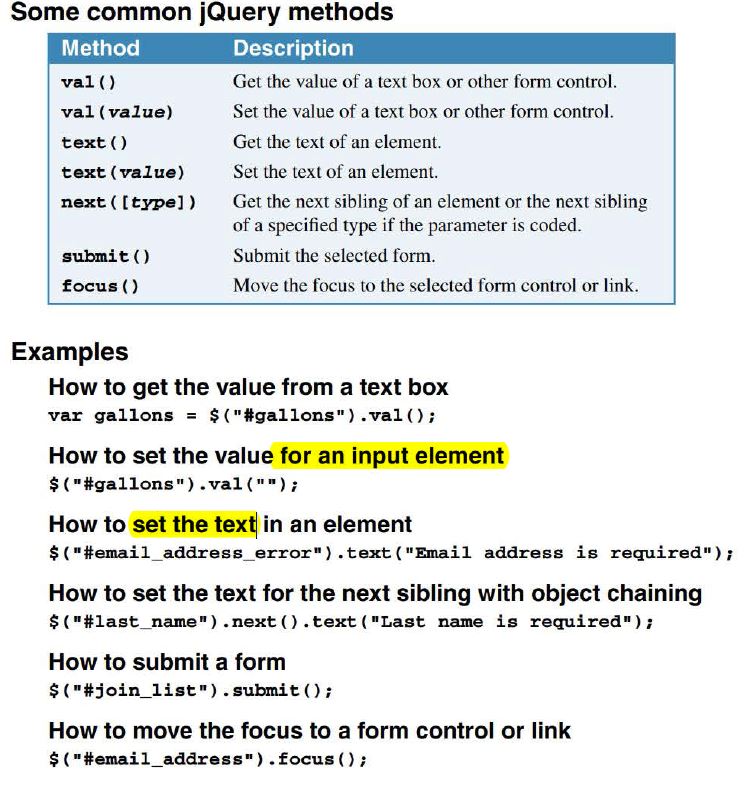 Some common jQuery methods
Method Description
val() Get the value of a text box or other form control.
val(value) Set the value of a text box or other form control.
text() Get the text of an element.
text(value) Set the text of an element.
next([type]) Get the next sibling of an element or the next sibling
of a specified type if the parameter is coded.
submit() Submit the selected form.
focus() Move the focus to the selected form control or link.
Examples
How to get the value from a text box
var gallons = $("#gallons").val();
How to set the value for an input element
$("#gallons").val("");
How to set the text in an element
$("#email_address_error").text("Email address is required");
How to set the text for the next sibling with object chaining
$("#last_name").next().text("Last name is required");
How to submit a form
$("#join_list").submit();
How to move the focus to a form control or link
$("#email_address").focus();